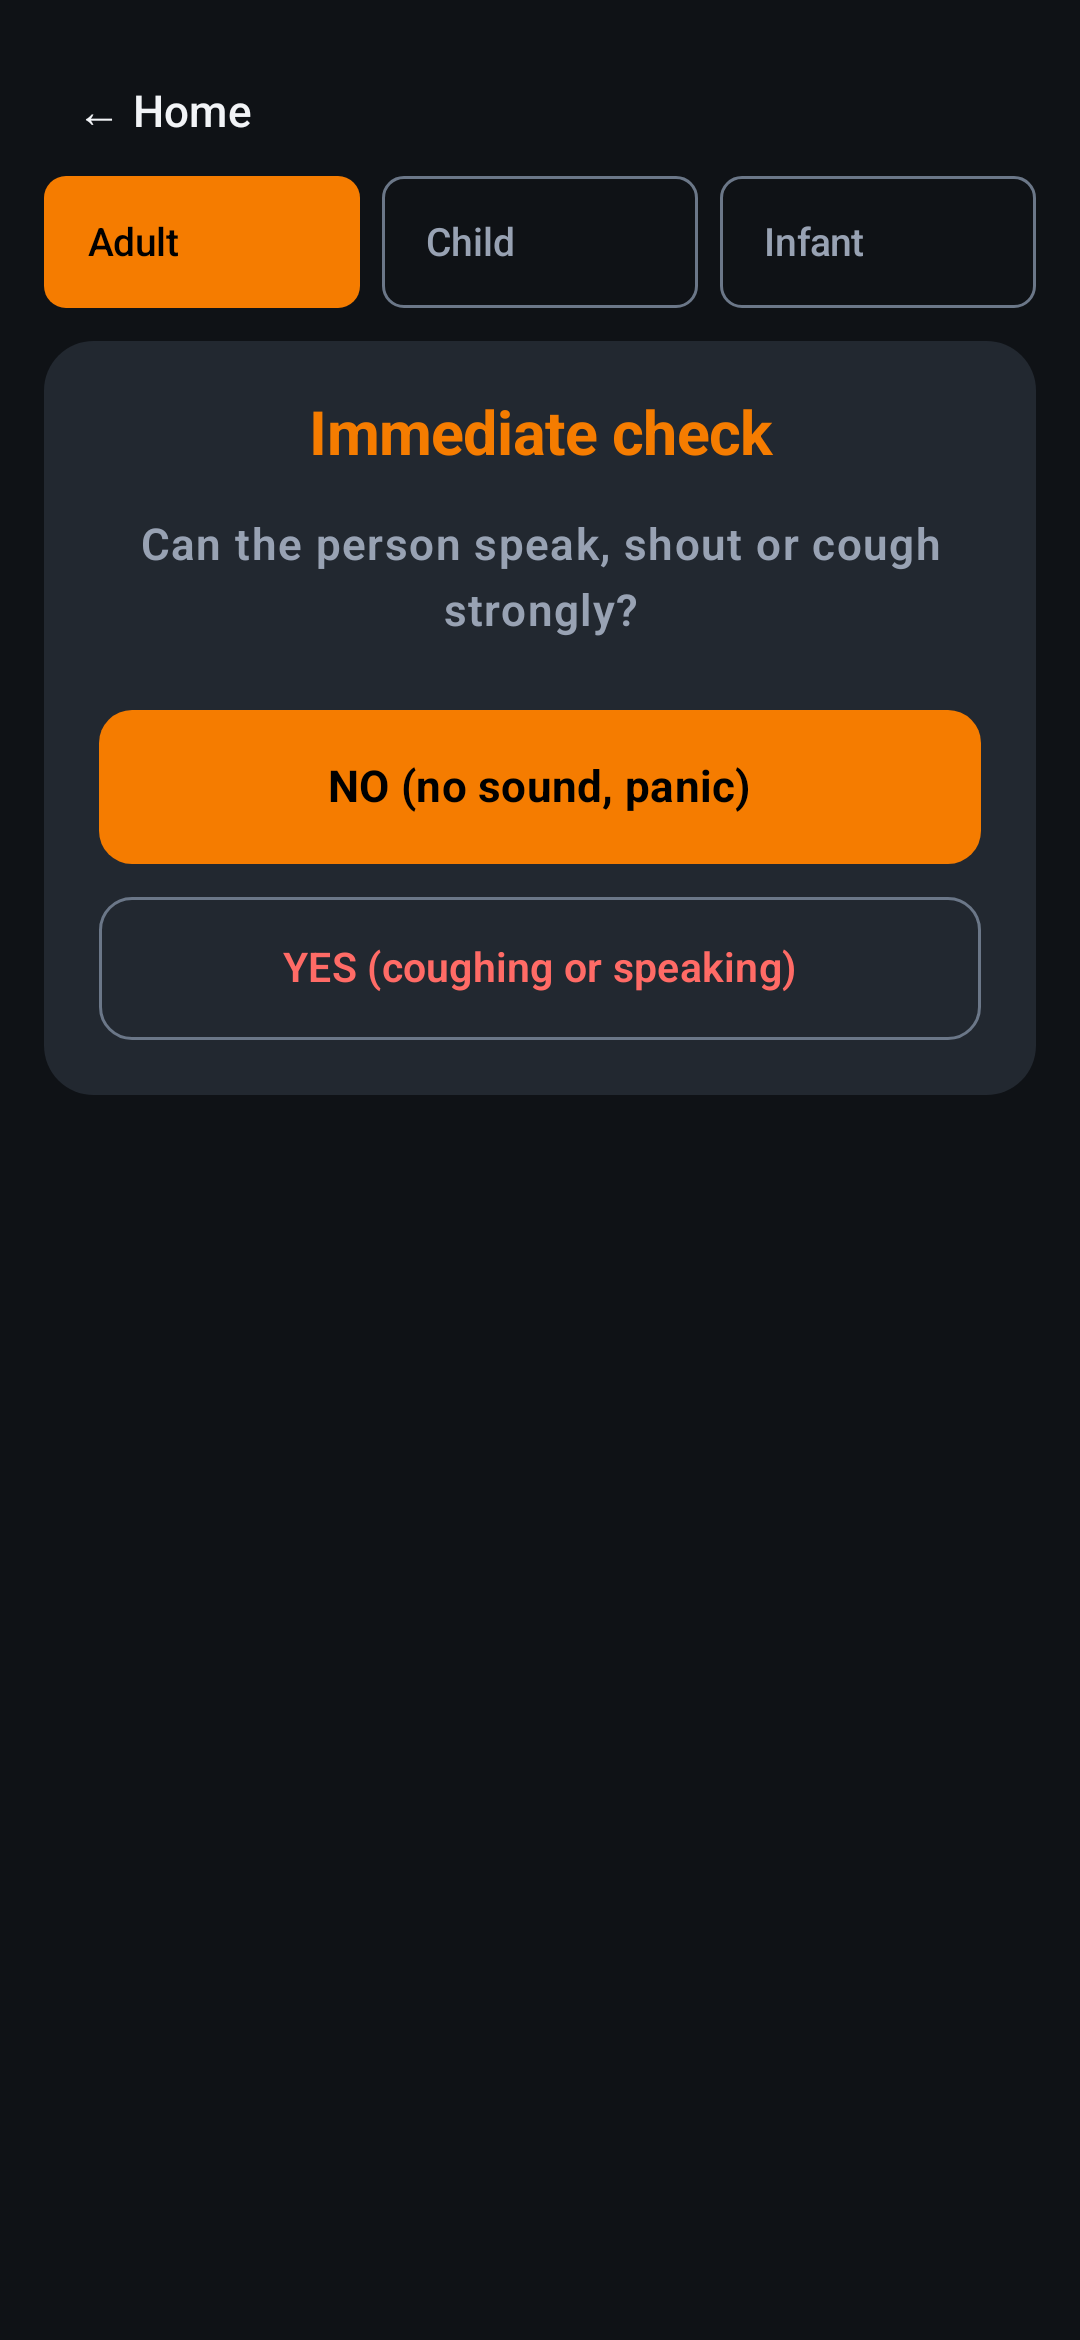 ← Home
Adult
Child
Infant
Immediate check
Can the person speak, shout or cough
strongly?
NO (no sound, panic)
YES (coughing or speaking)